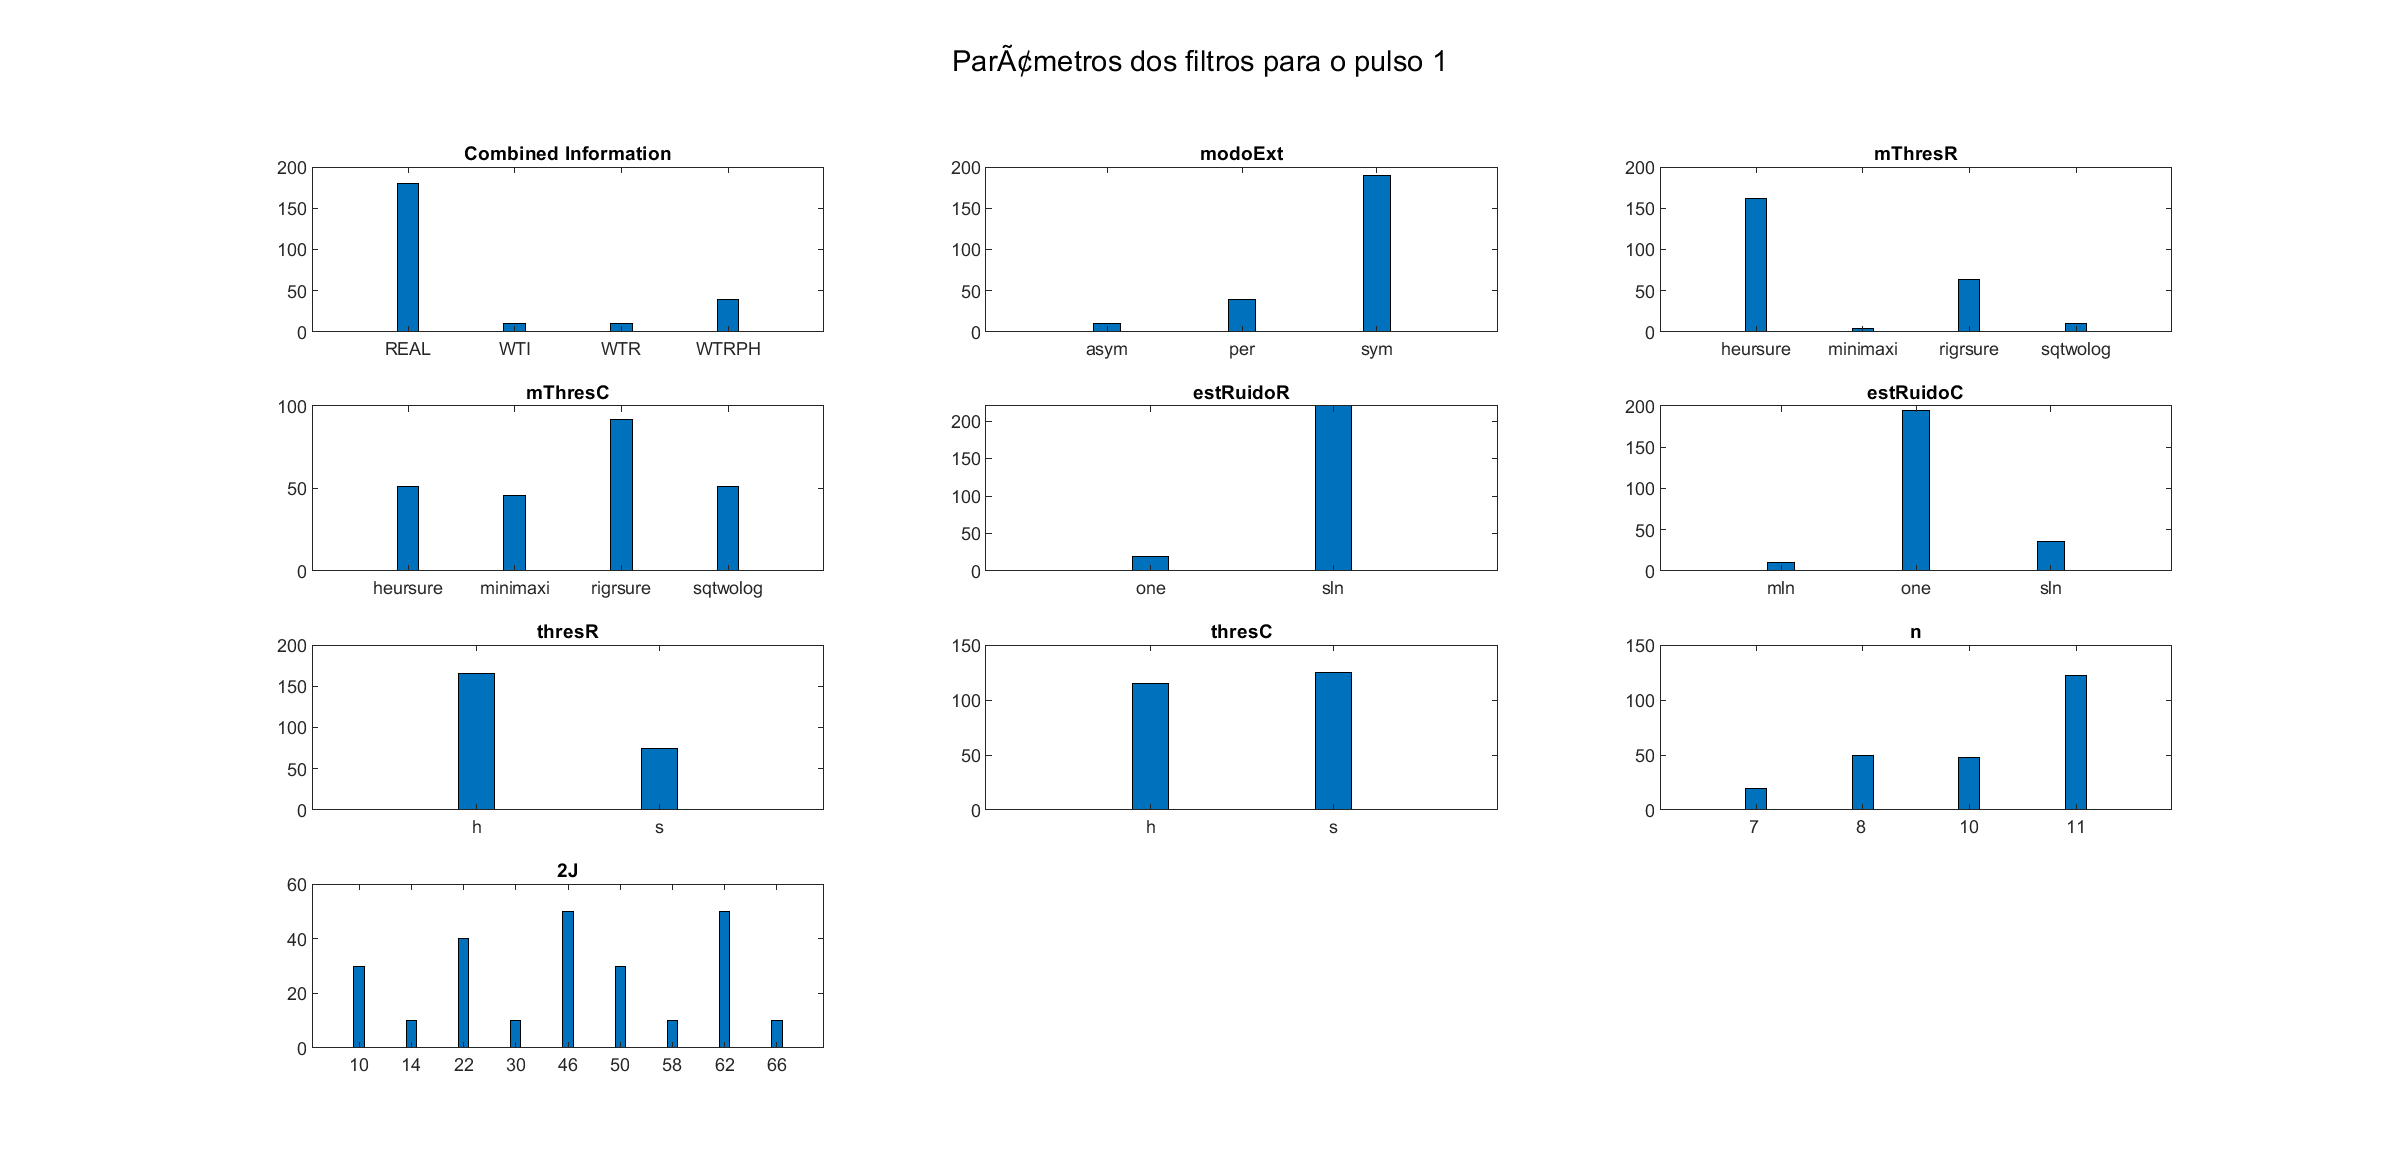 ParÃ¢metros dos filtros para o pulso 1
Combined Information
200
150
100
50
0
REAL WTI WTR WTRPH
modoExt
200
150
100
50
0
asym per sym
mThresR
200
150
100
50
0
heursure minimaxi rigrsure sqtwolog
mThresC
100
50
0
heursure minimaxi rigrsure sqtwolog
estRuidoR
200
150
100
50
0
one sln
estRuidoC
200
150
100
50
0
mln one sln
thresR
200
150
100
50
0
h s
thresC
150
100
50
0
h s
n
150
100
50
0
7 8 10 11
2J
60
40
20
0
10 14 22 30 46 50 58 62 66